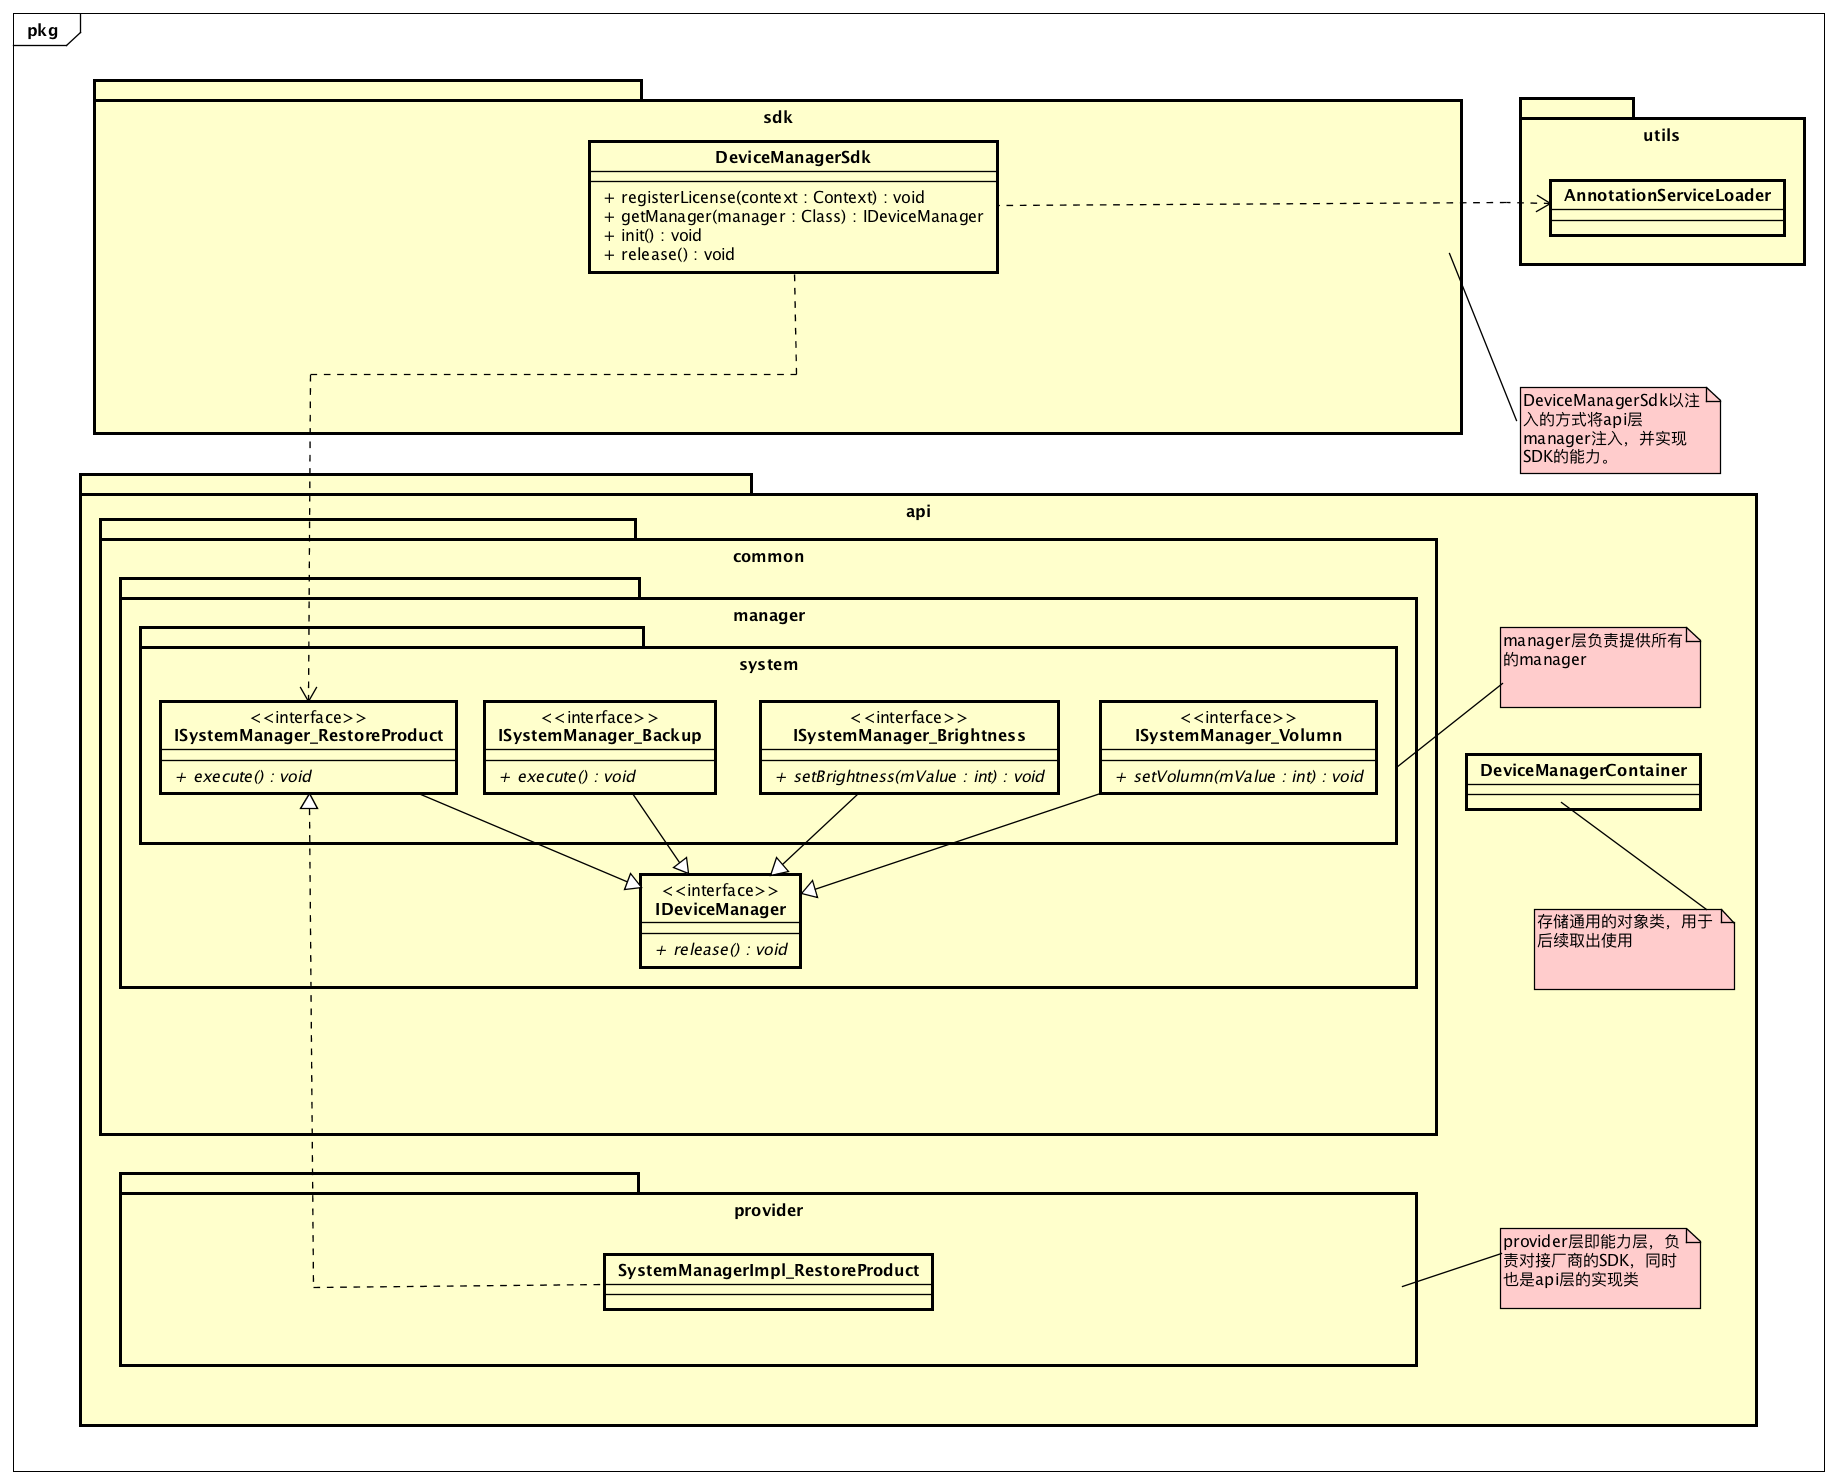 pkg
sdk
DeviceManagerSdk
+ registerLicense(context : Context) : void
+ getManager(manager : Class) : IDeviceManager
+ init() : void
+ release() : void
utils
AnnotationServiceLoader
DeviceManagerSdk以注
入的方式将api层
manager注入，并实现
SDK的能力。
api
common
manager
system
<<interface>>
ISystemManager_RestoreProduct
+ execute() : void
<<interface>>
ISystemManager_Backup
+ execute() : void
<<interface>>
ISystemManager_Brightness
+ setBrightness(mValue : int) : void
<<interface>>
ISystemManager_Volumn
+ setVolumn(mValue : int) : void
manager层负责提供所有
的manager
DeviceManagerContainer
<<interface>>
IDeviceManager
+ release() : void
存储通用的对象类，用于
后续取出使用
provider
SystemManagerImpl_RestoreProduct
provider层即能力层，负
责对接厂商的SDK，同时
也是api层的实现类